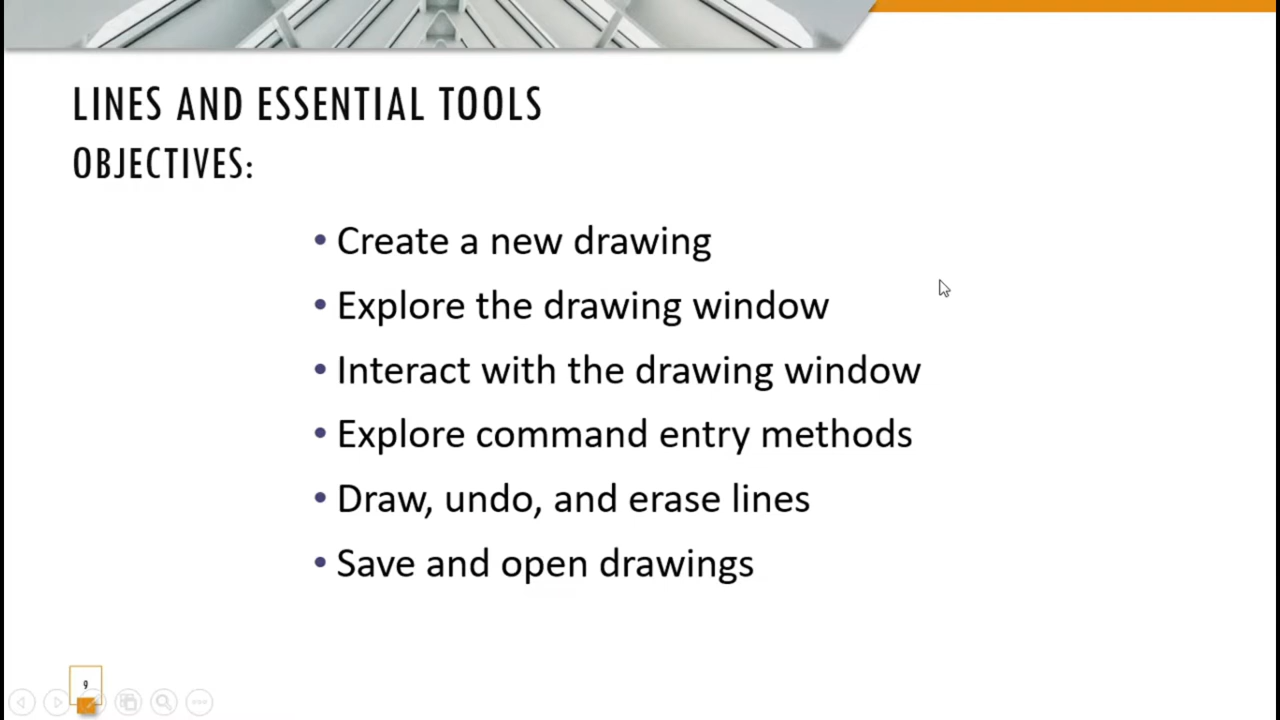 LINES AND ESSENTIAL TOOLS
OBJECTIVES:
• Create a new drawing
• Explore the drawing window
• Interact with the drawing window
• Explore command entry methods
• Draw, undo, and erase lines
• Save and open drawings
9